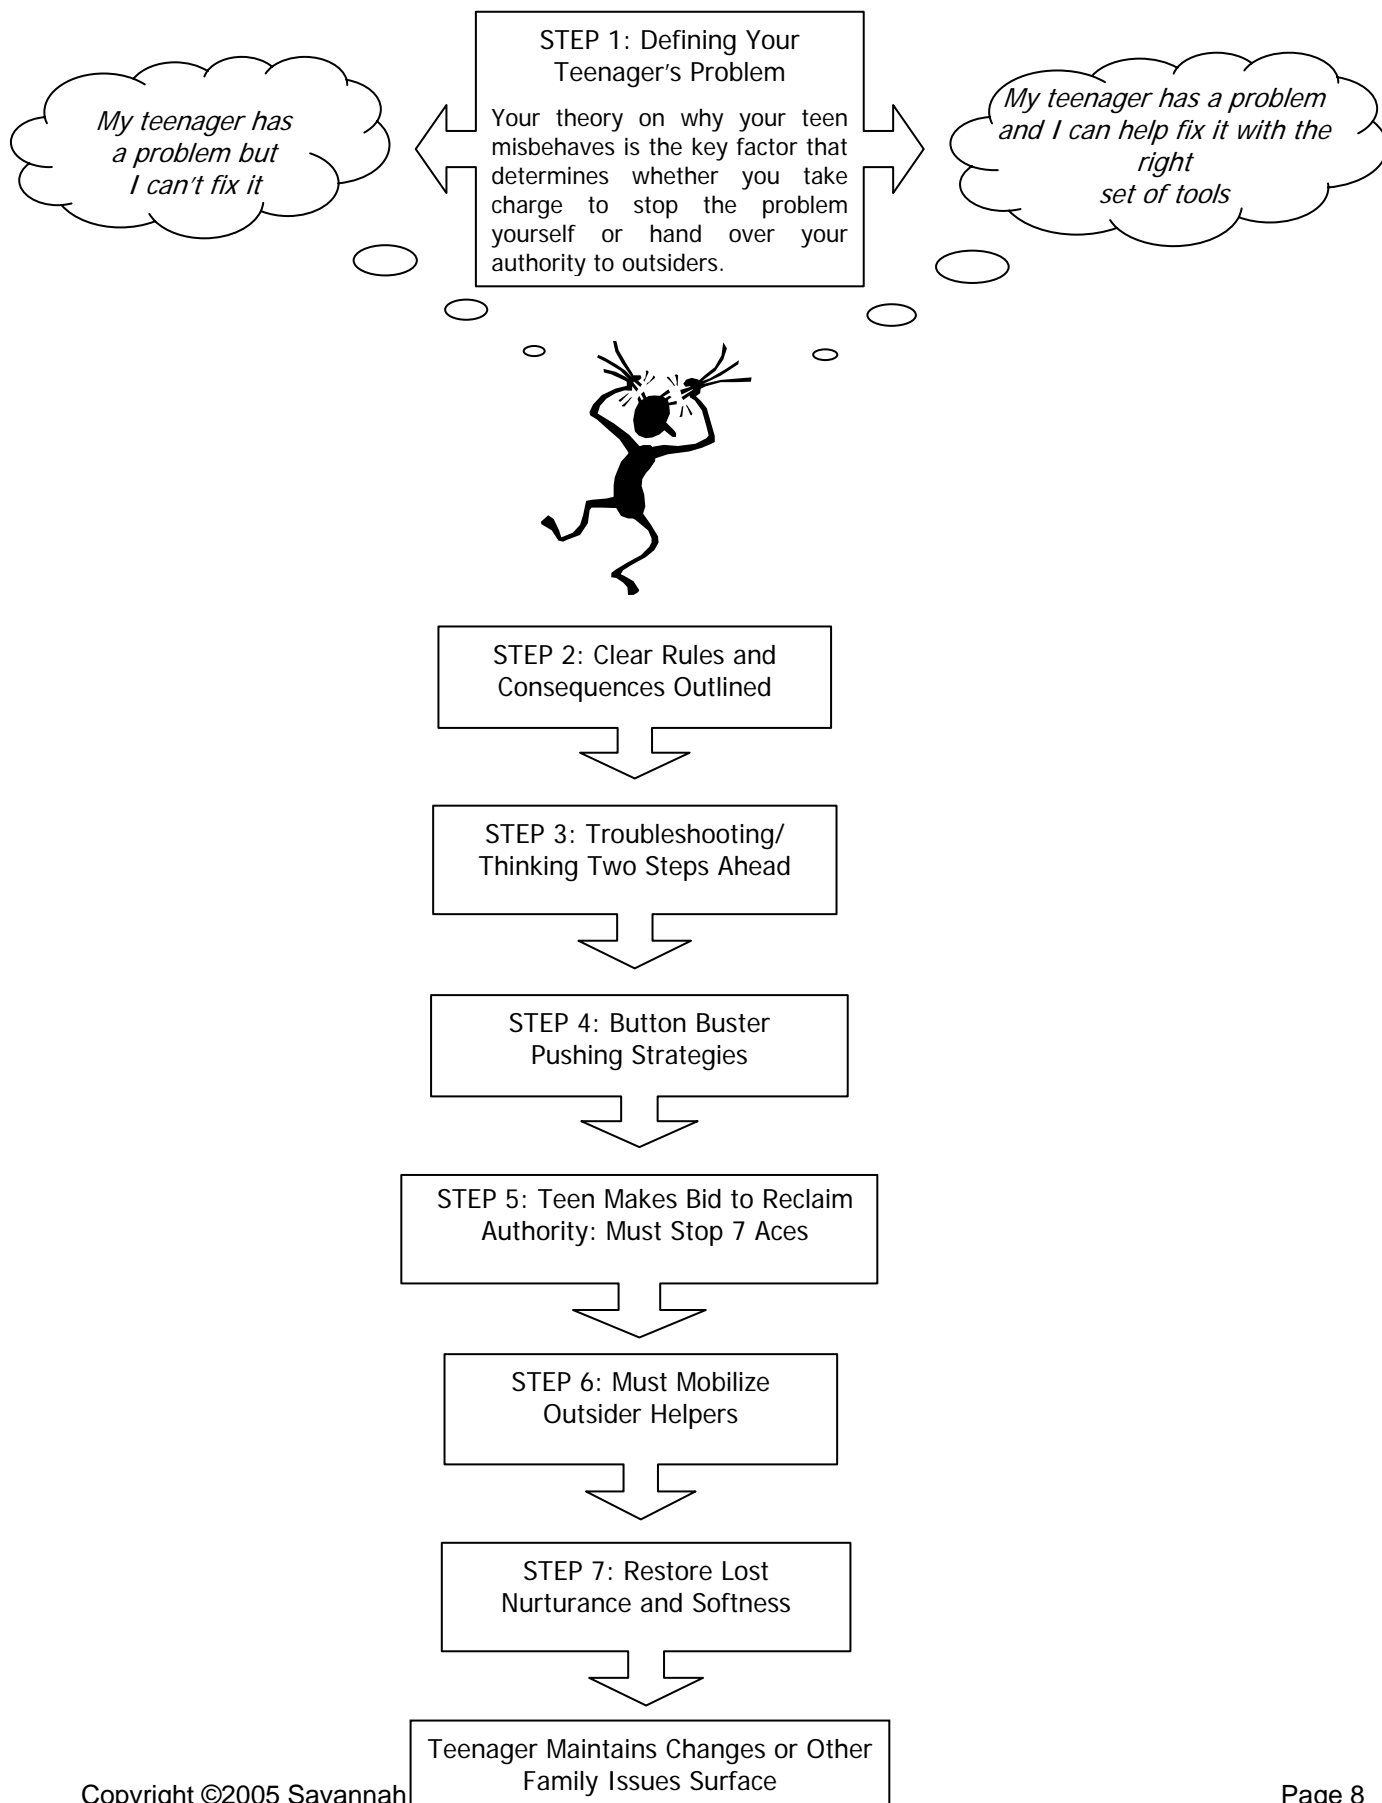 STEP 1: Defining Your
Teenager's Problem
Your theory on why your teen
misbehaves is the key factor that
determines whether you take
charge to stop the problem
yourself or hand over your
authority to outsiders.
My teenager has
a problem but
I can't fix it
My teenager has a problem
and I can help fix it with the
right
set of tools
STEP 2: Clear Rules and
Consequences Outlined
STEP 3: Troubleshooting/
Thinking Two Steps Ahead
STEP 4: Button Buster
Pushing Strategies
STEP 5: Teen Makes Bid to Reclaim
Authority: Must Stop 7 Aces
STEP 6: Must Mobilize
Outsider Helpers
STEP 7: Restore Lost
Nurturance and Softness
Teenager Maintains Changes or Other
Family Issues Surface
Copyright ©2005 Savannah
Page 8